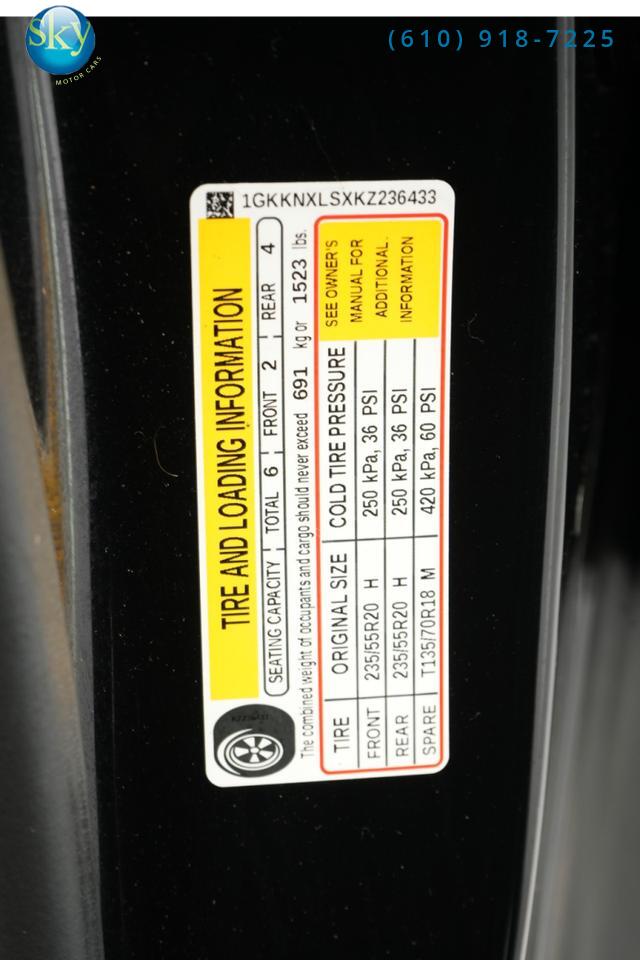 Sky
MOTOR CARS
(610) 918-7225
1GKKNXLSXKZ236433
TIRE AND LOADING INFORMATION
SEATING CAPACITY TOTAL 6 FRONT 2 REAR 4
The combined weight of occupants and cargo should never exceed 691 kg or 1523 lbs.
TIRE ORIGINAL SIZE COLD TIRE PRESSURE
FRONT 235/55R20 H 250 kPa, 36 PSI
REAR 235/55R20 H 250 kPa, 36 PSI
SPARE T135/70R18 M 420 kPa, 60 PSI
SEE OWNER'S
MANUAL FOR
ADDITIONAL
INFORMATION
KZ236433